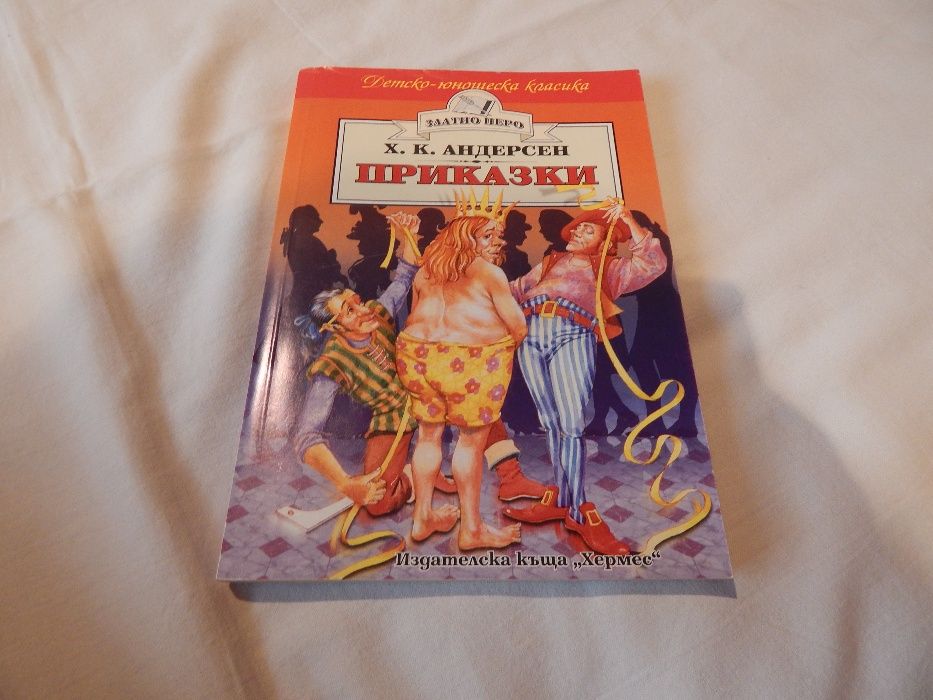 Детско-юношеска класика
ЗЛАТНО ПЕРО
Х. К. АНДЕРСЕН
ПРИКАЗКИ
Издателска къща „Хермес“